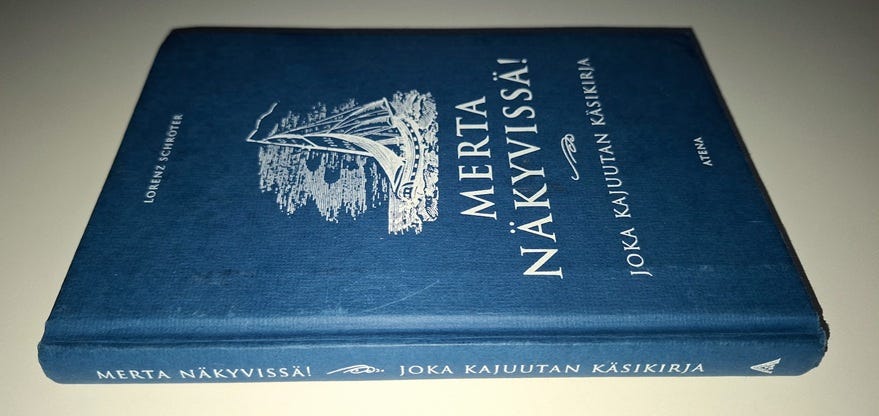 LORENZ SCHRÖTER
MERTA
NÄKYVISSÄ!
JOKA KAJUUTAN KÄSIKIRJA
ATENA
MERTA NÄKYVISSÄ! JOKA KAJUUTAN KÄSIKIRJA